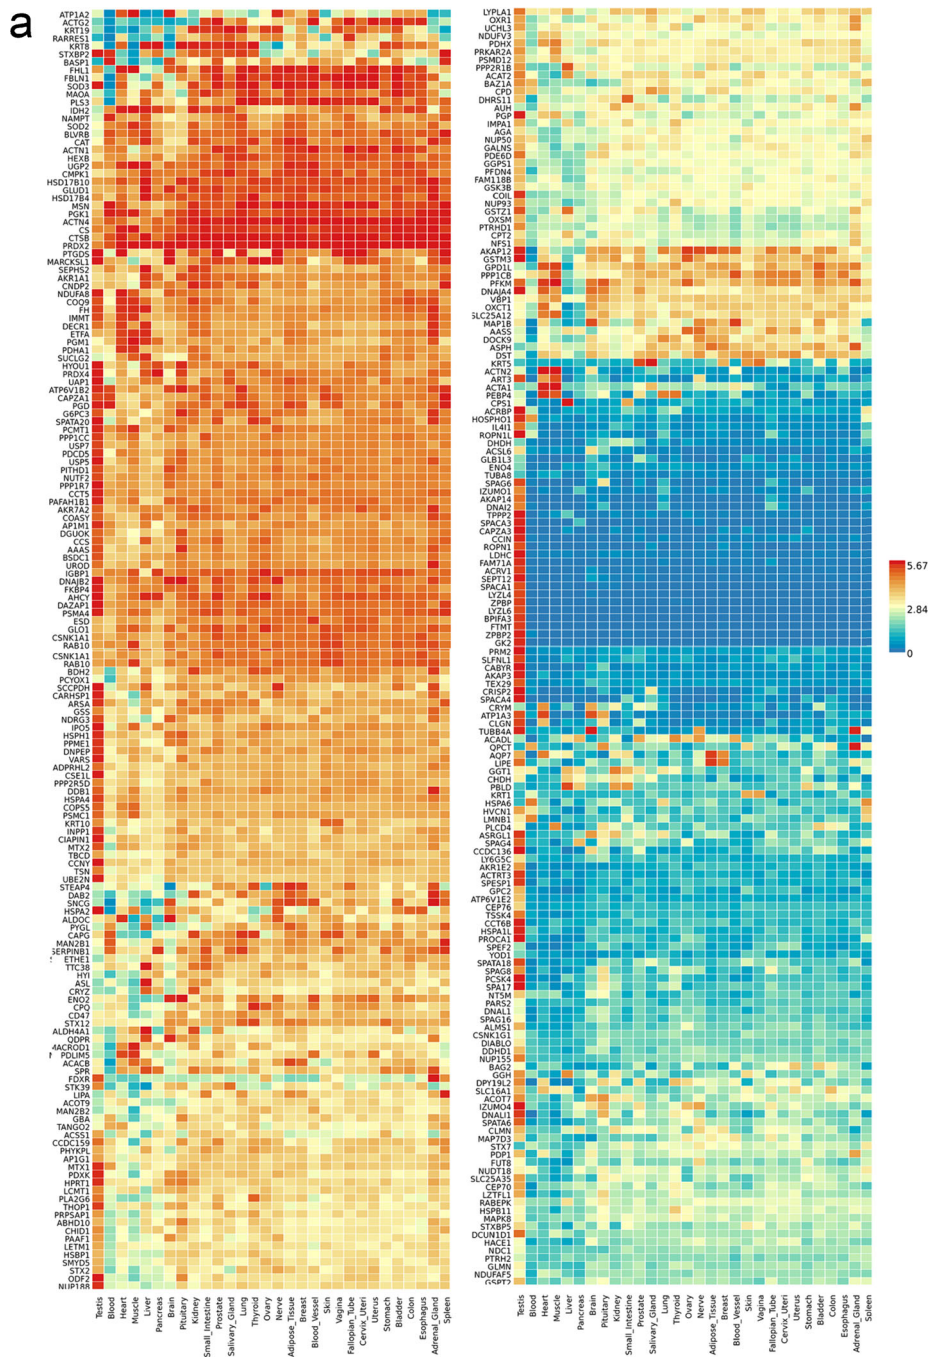 a
ATP1A2
ACTG2
KRT19
RARRES1
KRT8
STXBP2
BASP1
FHL1
FBLN1
SOD3
MAOA
PLS3
IDH2
NAMPT
SOD2
BLVRB
CAT
ACTN1
HEXB
UGP2
CMPK1
HSD17B10
GLUD1
HSD17B4
MSN
PGK1
ACTN4
CS
CTSB
PRDX2
PTGDS
MARCKSL1
SEPHS2
AKR1A1
CNDP2
NDUFA8
COQ9
FH
IMMT
DECR1
ETFA
PGM1
PDHA1
SUCLG2
HYOU1
PRDX4
UAP1
ATP6V1B2
CAPZA1
PGD
G6PC3
SPATA20
PCMT1
PPP1CC
USP7
PDCD5
USP5
PITHD1
NUTF2
PPP1R7
CCT5
PAFAH1B1
AKR7A2
COASY
AP1M1
DGUOK
CCS
AAAS
BSDC1
UROD
IGBP1
DNAJB2
FKBP4
AHCY
DAZAP1
PSMA4
ESD
GLO1
CSNK1A1
RAB10
CSNK1A1
RAB10
BDH2
PCYOX1
SCCPDH
CARHSP1
ARSA
GSS
NDRG3
IPO5
HSPH1
PPME1
DNPEP
VARS
ADPRHL2
CSE1L
PPP2R5D
DDB1
HSPA4
COPS5
PSMC1
KRT10
INPP1
CIAPIN1
MTX2
TBCD
CCNY
TSN
UBE2N
STEAP4
DAB2
SNCG
HSPA2
ALDOC
PYGL
CAPG
MAN2B1
SERPINB1
ETHE1
TTC38
HYI
ASL
CRYZ
ENO2
CPQ
CD47
STX12
ALDH4A1
QDPR
MACROD1
PDLIM5
ACACB
SPR
FDXR
STK39
LIPA
ACOT9
MAN2B2
GBA
TANGO2
ACSS1
CCDC159
PHYKPL
AP1G1
MTX1
PDXK
HPRT1
LCMT1
PLA2G6
THOP1
PRPSAP1
ABHD10
CHID1
PAAF1
LETM1
HSBP1
SMYD5
STX2
ODF2
NUP188
Testis
Blood
Heart
Muscle
Liver
Pancreas
Brain
Pituitary
Kidney
Small_Intestine
Prostate
Salivary_Gland
Lung
Thyroid
Ovary
Nerve
Adipose_Tissue
Breast
Blood_Vessel
Skin
Vagina
Fallopian_Tube
Cervix_Uteri
Uterus
Stomach
Bladder
Colon
Esophagus
Adrenal_Gland
Spleen
LYPLA1
OXR1
UCHL3
NDUFV3
PDHX
PRKAR2A
PSMD12
PPP2R1B
ACAT2
BAZ1A
CPD
DHRS11
AUH
PGP
IMPA1
AGA
NUP50
GALNS
PDE6D
GGPS1
PFDN4
FAM118B
GSK3B
COIL
NUP93
GSTZ1
OXSM
PTRHD1
CPT2
NFS1
AKAP12
GSTM3
GPD1L
PPP1CB
PFKM
DNAJA4
VBP1
OXCT1
SLC25A12
MAP1B
AASS
DOCK9
ASPH
DST
KRT5
ACTN2
ART3
ACTA1
PEBP4
CPS1
ACRBP
HOSPHO1
IL4I1
ROPN1L
DHDH
ACSL6
GLB1L3
ENO4
TUBA8
SPAG6
IZUMO1
AKAP14
DNAI2
TPPP2
SPACA3
CAPZA3
CCIN
ROPN1
LDHC
FAM71A
ACRV1
SEPT12
SPACA1
LYZL4
ZPBP
LYZL6
BPIFA3
FTMT
ZPBP2
GK2
PRM2
SLFNL1
CABYR
AKAP3
TEX29
CRISP2
SPACA4
CRYM
ATP1A3
CLGN
TUBB4A
ACADL
QPCT
AQP7
LIPE
GGT1
CHDH
PBLD
KRT1
HSPA6
HVCN1
LMNB1
PLCD4
ASRGL1
SPAG4
CCDC136
LY6G5C
AKR1E2
ACTRT3
SPESP1
GPC2
ATP6V1E2
CEP76
TSSK4
CCT6B
HSPA1L
PROCA1
SPEF2
YOD1
SPATA18
SPAG8
PCSK4
SPA17
NT5M
PARS2
DNAL1
SPAG16
ALMS1
CSNK1G1
DIABLO
DDHD1
NUP155
BAG2
GGH
DPY19L2
SLC16A1
ACOT7
IZUMO4
DNALI1
SPATA6
CLMN
MAP7D3
STX7
PDP1
FUT8
NUDT18
SLC25A35
CEP70
LZTFL1
RABEPK
HSPB11
MAPK8
STXBP5
DCUN1D1
HACE1
NDC1
PTRH2
GLMN
NDUFAF5
GSPT2
Testis
Blood
Heart
Muscle
Liver
Pancreas
Brain
Pituitary
Kidney
Small_Intestine
Prostate
Salivary_Gland
Lung
Thyroid
Ovary
Nerve
Adipose_Tissue
Breast
Blood_Vessel
Skin
Vagina
Fallopian_Tube
Cervix_Uteri
Uterus
Stomach
Bladder
Colon
Esophagus
Adrenal_Gland
Spleen
5.67
2.84
0